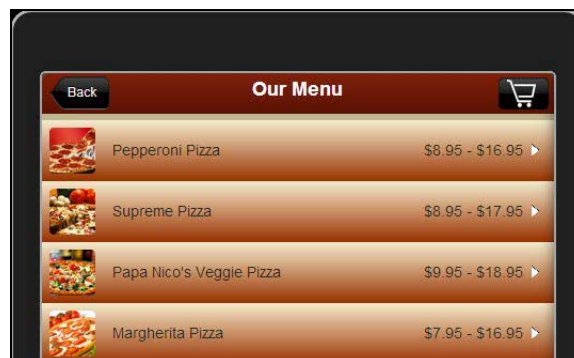 Back Our Menu
Pepperoni Pizza $8.95 - $16.95
Supreme Pizza $8.95 - $17.95
Papa Nico's Veggie Pizza $9.95 - $18.95
Margherita Pizza $7.95 - $16.95